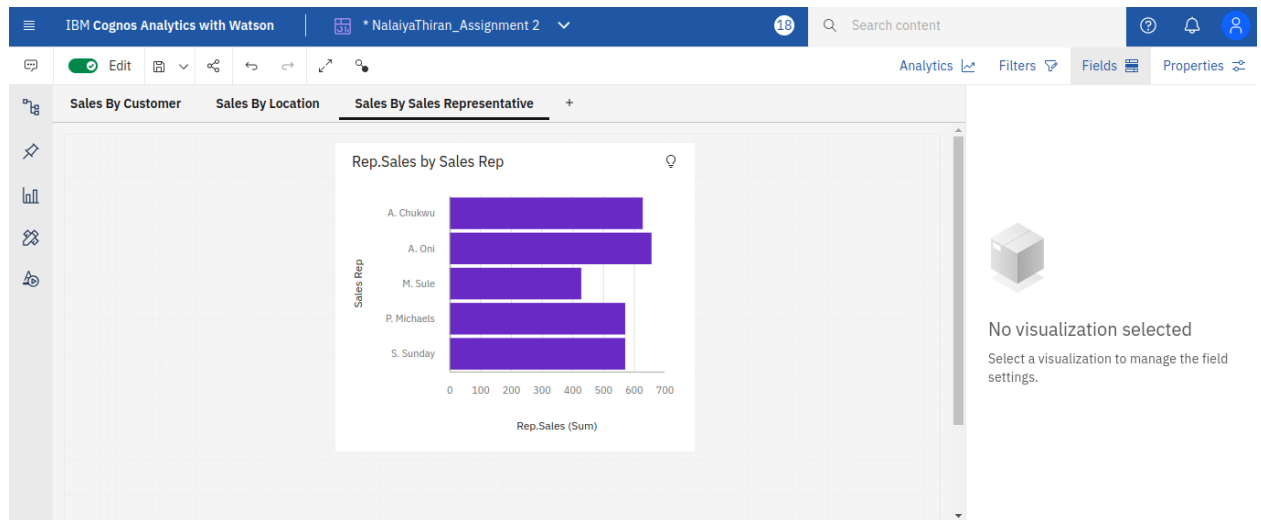 IBM Cognos Analytics with Watson
* NalaiyaThiran_Assignment 2
18
Search content
Edit
Analytics
Filters
Fields
Properties
Sales By Customer
Sales By Location
Sales By Sales Representative
+
Rep.Sales by Sales Rep
Sales Rep
A. Chukwu
A. Oni
M. Sule
P. Michaels
S. Sunday
0 100 200 300 400 500 600 700
Rep.Sales (Sum)
No visualization selected
Select a visualization to manage the field
settings.